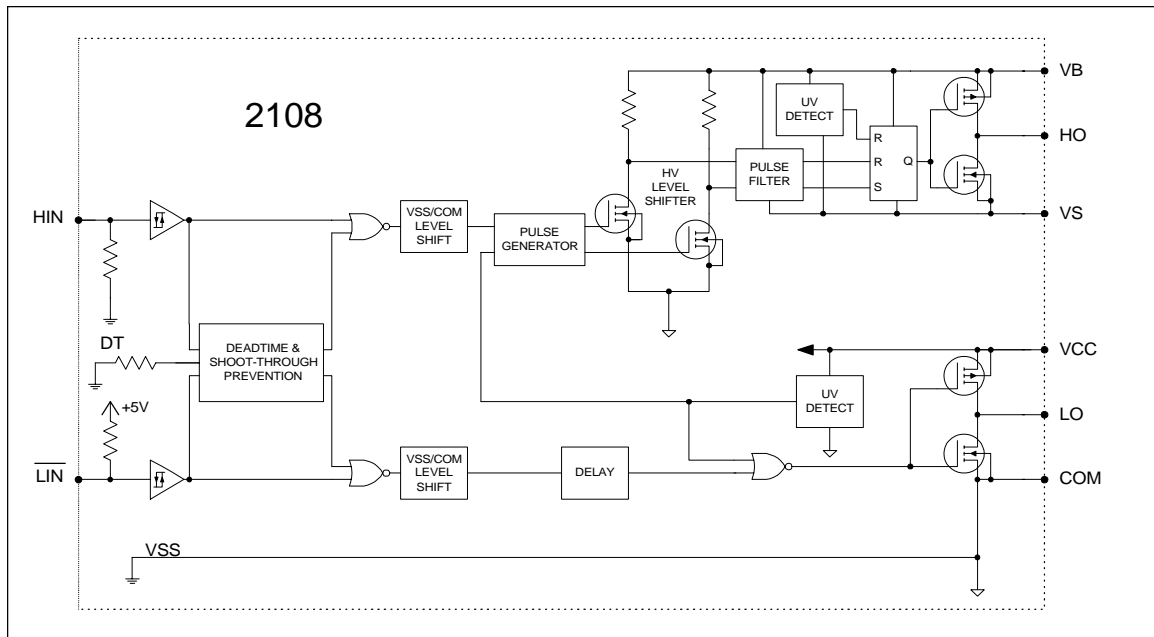 2108
VB
UV
DETECT
R
HO
R
Q
PULSE
FILTER
HV
LEVEL
SHIFTER
S
HIN
VSS/COM
LEVEL
SHIFT
PULSE
GENERATOR
VS
DT
DEADTIME &
SHOOT-THROUGH
PREVENTION
VCC
+5V
UV
DETECT
LO
LIN
VSS/COM
LEVEL
SHIFT
DELAY
COM
VSS